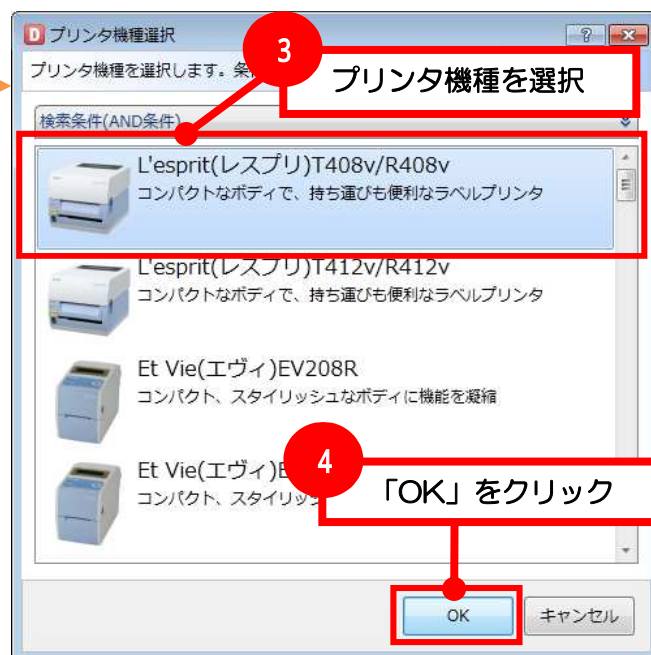 プリンタ機種選択
3
プリンタ機種を選択します。条
プリンタ機種を選択
検索条件(AND条件)
L'esprit(レスプリ)T408v/R408v
コンパクトなボディで、持ち運びも便利なラベルプリンタ
L'esprit(レスプリ)T412v/R412v
コンパクトなボディで、持ち運びも便利なラベルプリンタ
Et Vie(エヴィ)EV208R
コンパクト、スタイリッシュなボディに機能を凝縮
Et Vie(エヴィ)E
4
コンパクト、スタイリッシ
「OK」をクリック
OK キャンセル